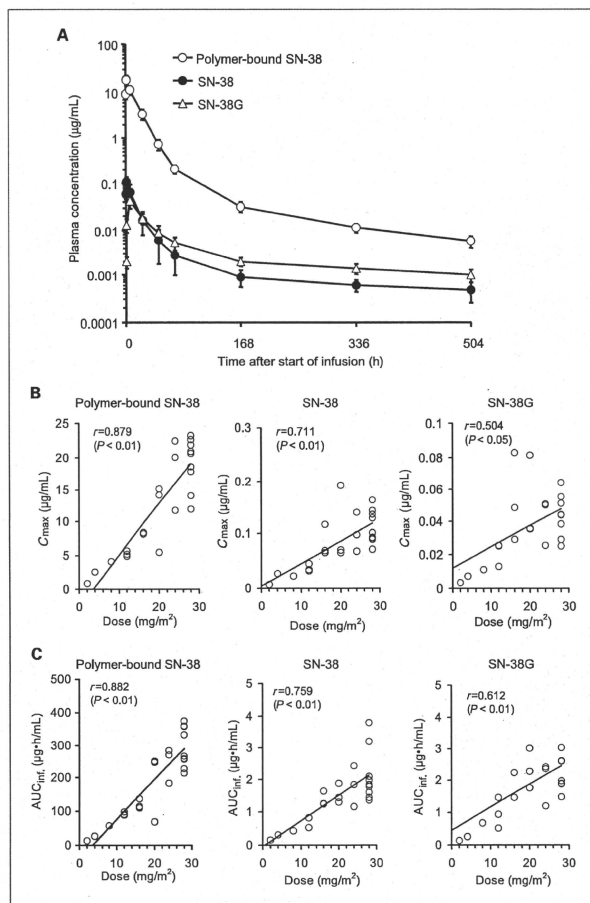 A
Polymer-bound SN-38
SN-38
SN-38G
Plasma concentration (µg/mL)
100
10
1
0.1
0.01
0.001
0.0001
0 168 336 504
Time after start of infusion (h)
B
Polymer-bound SN-38
r=0.879
(P< 0.01)
Cmax (µg/mL)
25
20
15
10
5
0
0 10 20 30
Dose (mg/m²)
SN-38
r=0.711
(P< 0.01)
Cmax (µg/mL)
0.3
0.2
0.1
0
0 10 20 30
Dose (mg/m²)
SN-38G
r=0.504
(P< 0.05)
Cmax (µg/mL)
0.1
0.08
0.06
0.04
0.02
0
0 10 20 30
Dose (mg/m²)
C
Polymer-bound SN-38
r=0.882
(P< 0.01)
AUCinf. (µg•h/mL)
500
400
300
200
100
0
0 10 20 30
Dose (mg/m²)
SN-38
r=0.759
(P< 0.01)
AUCinf. (µg•h/mL)
5
4
3
2
1
0
0 10 20 30
Dose (mg/m²)
SN-38G
r=0.612
(P< 0.01)
AUCinf. (µg•h/mL)
5
4
3
2
1
0
0 10 20 30
Dose (mg/m²)